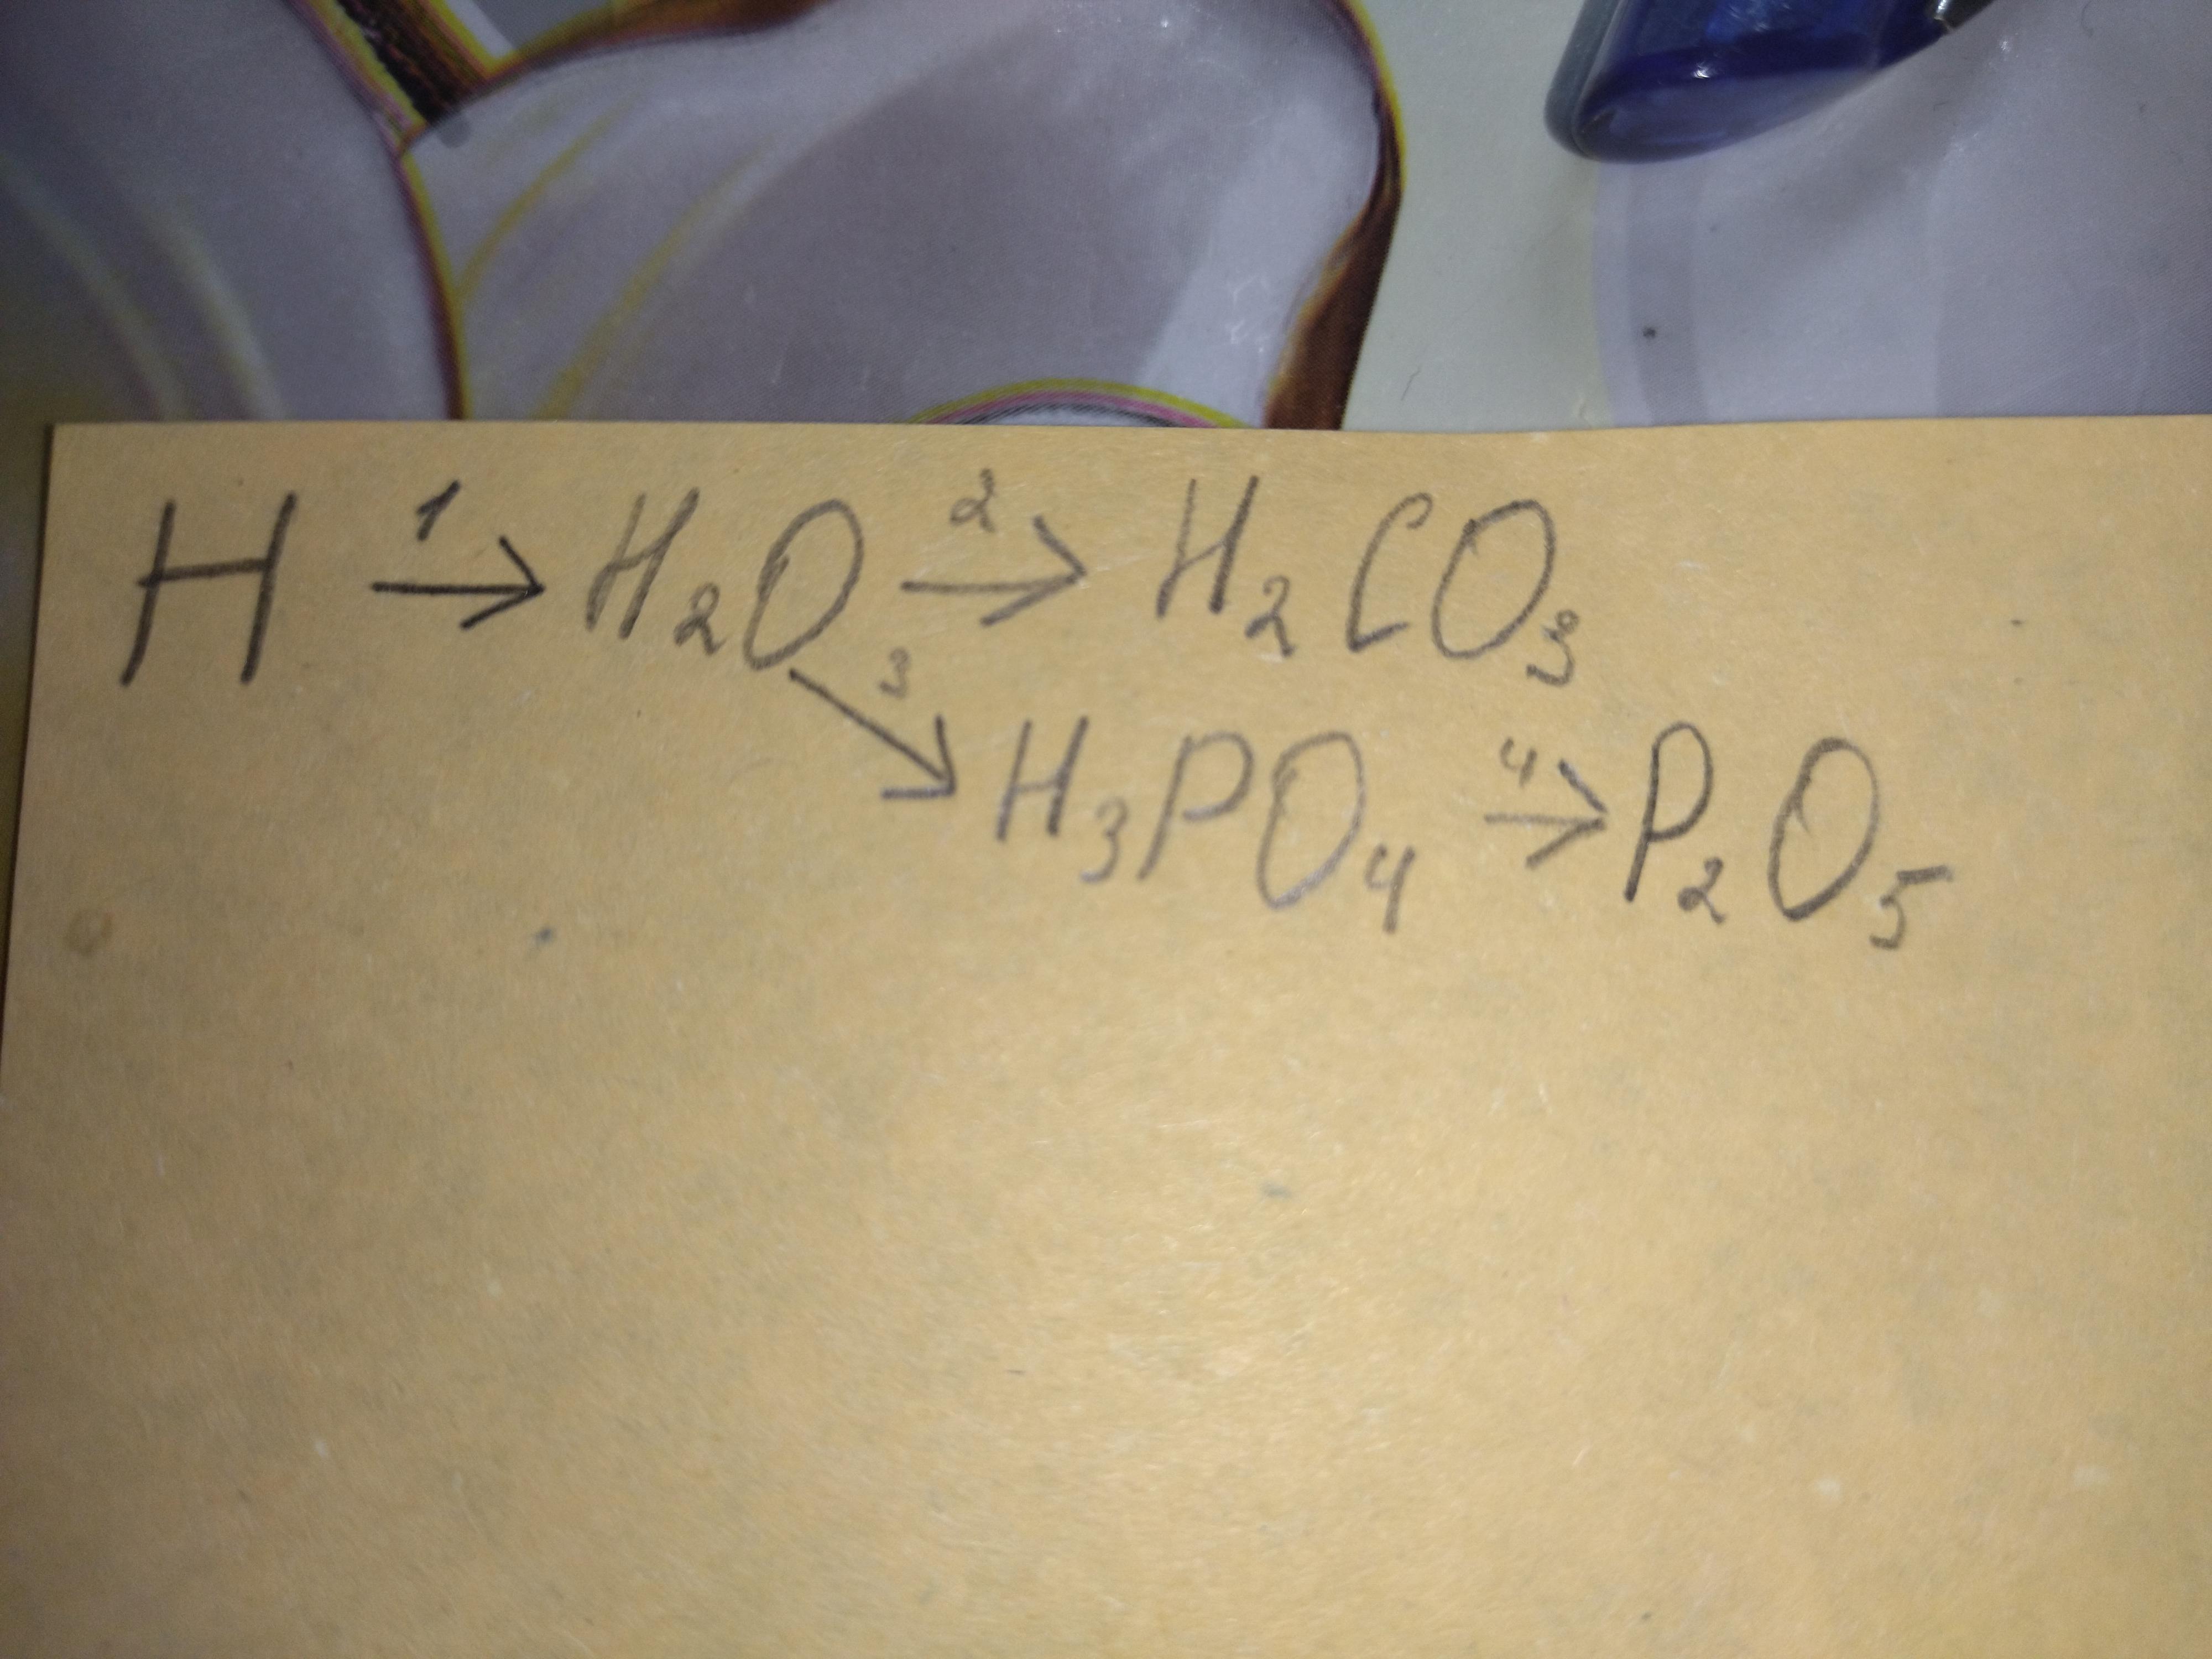 H 1→ H₂O 2→ H₂CO₃
3→ H₃PO₄ 4→ P₂O₅